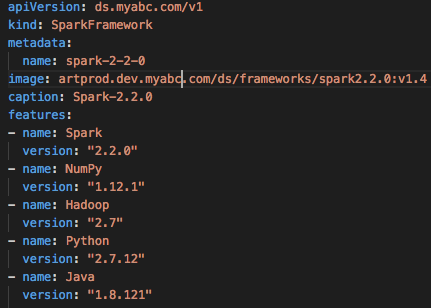 apiVersion: ds.myabc.com/v1
kind: SparkFramework
metadata:
  name: spark-2-2-0
image: artprod.dev.myabc.com/ds/frameworks/spark2.2.0:v1.4
caption: Spark-2.2.0
features:
- name: Spark
  version: "2.2.0"
- name: NumPy
  version: "1.12.1"
- name: Hadoop
  version: "2.7"
- name: Python
  version: "2.7.12"
- name: Java
  version: "1.8.121"